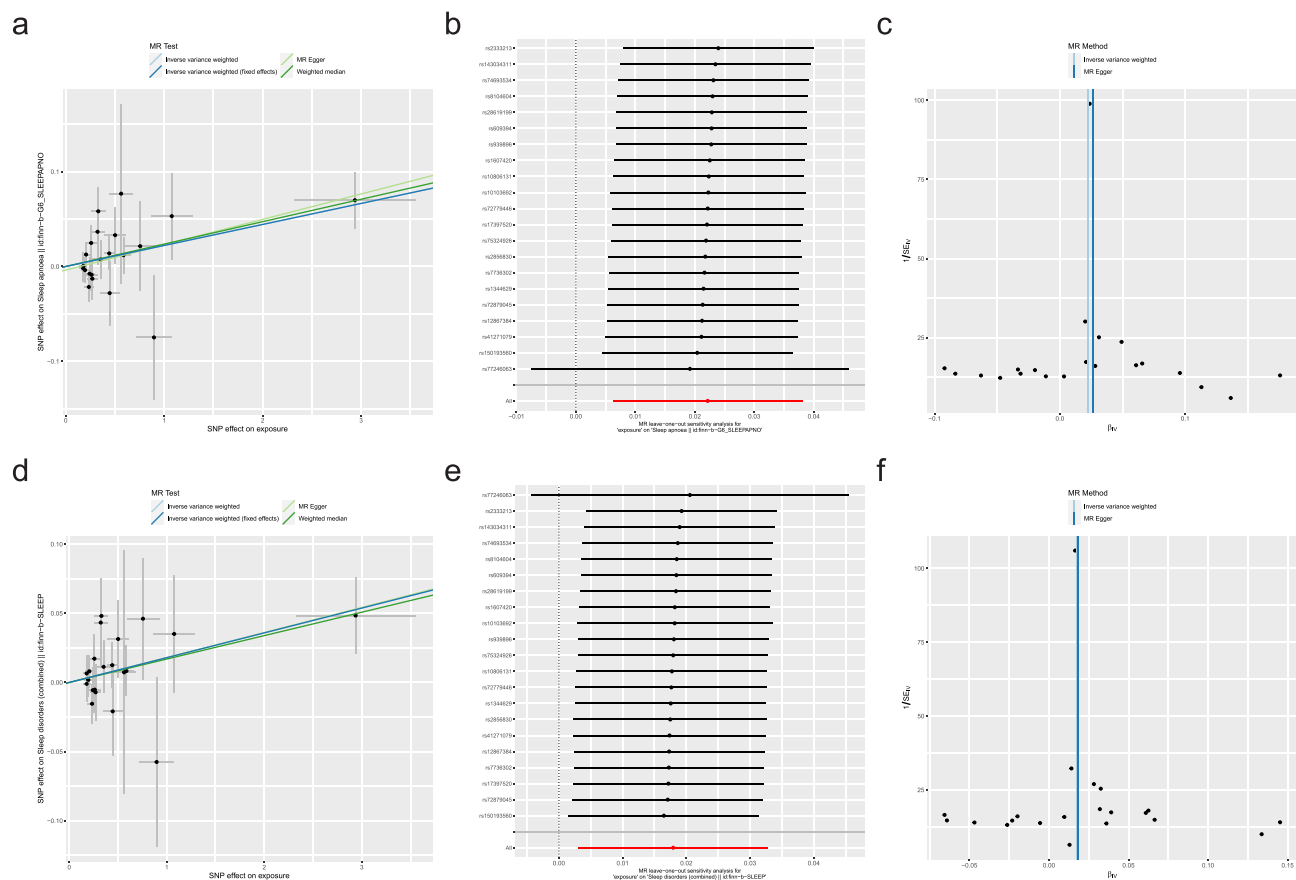 a
MR Test
Inverse variance weighted
MR Egger
Inverse variance weighted (fixed effects)
Weighted median
SNP effect on Sleep apnoea || id:finn−b−G6_SLEEPAPNO
0.1
0.0
−0.1
0
1
2
3
SNP effect on exposure
b
rs2333213
rs143034311
rs74693534
rs8104604
rs28619199
rs609394
rs939896
rs1607420
rs10806131
rs10103692
rs72779446
rs17397520
rs75324926
rs2856830
rs7736302
rs1344629
rs72879045
rs12867384
rs41271079
rs150193560
rs77246063
All
−0.01
0.00
0.01
0.02
0.03
0.04
MR leave−one−out sensitivity analysis for
'exposure' on 'Sleep apnoea || id:finn−b−G6_SLEEPAPNO'
c
MR Method
Inverse variance weighted
MR Egger
1/SEIV
100
75
50
25
−0.1
0.0
0.1
βIV
d
MR Test
Inverse variance weighted
MR Egger
Inverse variance weighted (fixed effects)
Weighted median
SNP effect on Sleep disorders (combined) || id:finn−b−SLEEP
0.10
0.05
0.00
−0.05
−0.10
0
1
2
3
SNP effect on exposure
e
rs77246063
rs2333213
rs143034311
rs74693534
rs8104604
rs609394
rs28619199
rs1607420
rs10103692
rs939896
rs75324926
rs10806131
rs72779446
rs1344629
rs2856830
rs41271079
rs12867384
rs7736302
rs17397520
rs72879045
rs150193560
All
0.00
0.01
0.02
0.03
0.04
MR leave−one−out sensitivity analysis for
'exposure' on 'Sleep disorders (combined) || id:finn−b−SLEEP'
f
MR Method
Inverse variance weighted
MR Egger
1/SEIV
100
75
50
25
−0.05
0.00
0.05
0.10
0.15
βIV